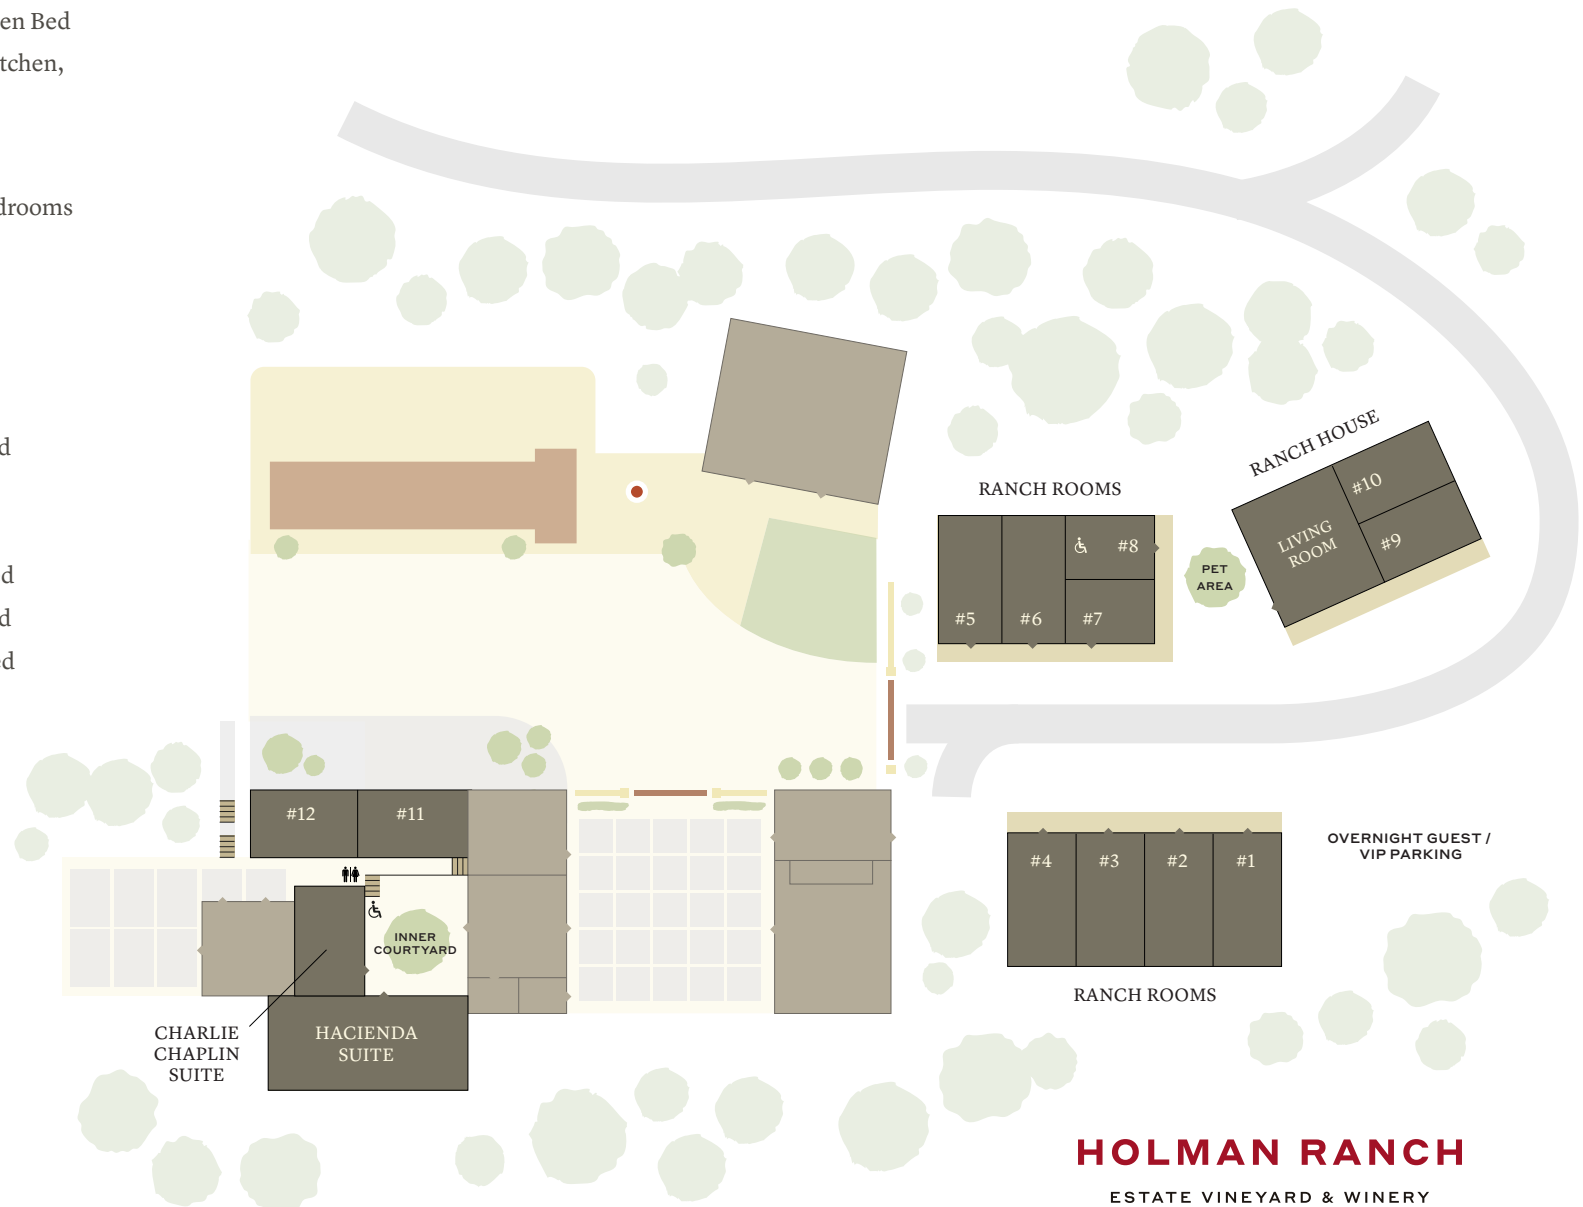 en Bed
tchen,
drooms
d
d
d
ed
RANCH HOUSE
#10
#9
LIVING
ROOM
RANCH ROOMS
#8
#5
#6
#7
PET
AREA
#12
#11
INNER
COURTYARD
CHARLIE
CHAPLIN
SUITE
HACIENDA
SUITE
#4
#3
#2
#1
RANCH ROOMS
OVERNIGHT GUEST /
VIP PARKING
HOLMAN RANCH
ESTATE VINEYARD & WINERY